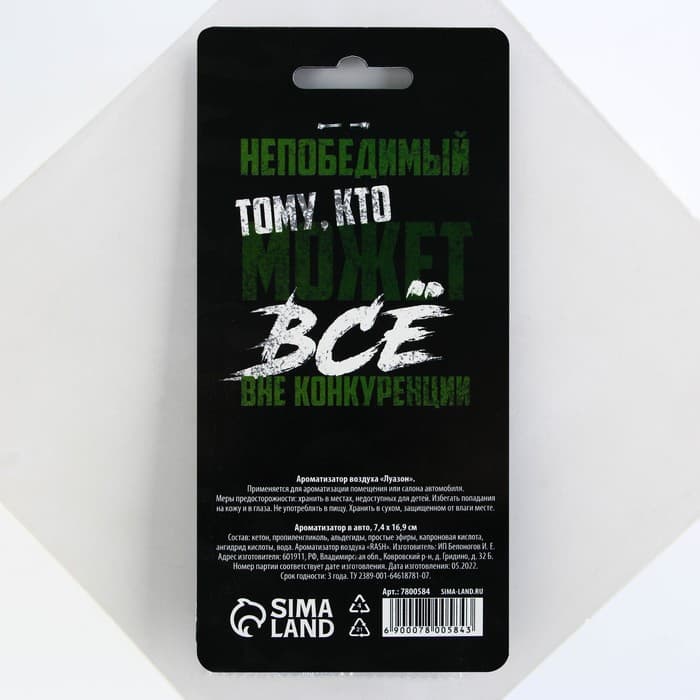 НЕПОБЕДИМЫЙ
ТОМУ, КТО
МОЖЕТ
ВСЁ
ВНЕ КОНКУРЕНЦИИ
Ароматизатор воздуха «Луазон».
Применяется для ароматизации помещения или салона автомобиля.
Меры предосторожности: хранить в местах, недоступных для детей. Избегать попадания
на кожу и в глаза. Не употреблять в пищу. Хранить в сухом, защищенном от влаги месте.
Ароматизатор в авто, 7,4 х 16,9 см
Состав: кетон, пропиленгликоль, альдегиды, простые эфиры, капроновая кислота,
ангидрид кислоты, вода. Ароматизатор воздуха «RASH». Изготовитель: ИП Белоногов И. Е.
Адрес изготовителя: 601911, РФ, Владимирская обл., Ковровский р-н, д. Гридино, д. 32 Б.
Номер партии соответствует дате изготовления. Дата изготовления: 05.2022.
Срок годности: 3 года. ТУ 2389-001-64618781-07.
Арт.: 7800584 SIMA-LAND.RU
SIMA
LAND
4
21
6 900078 005843